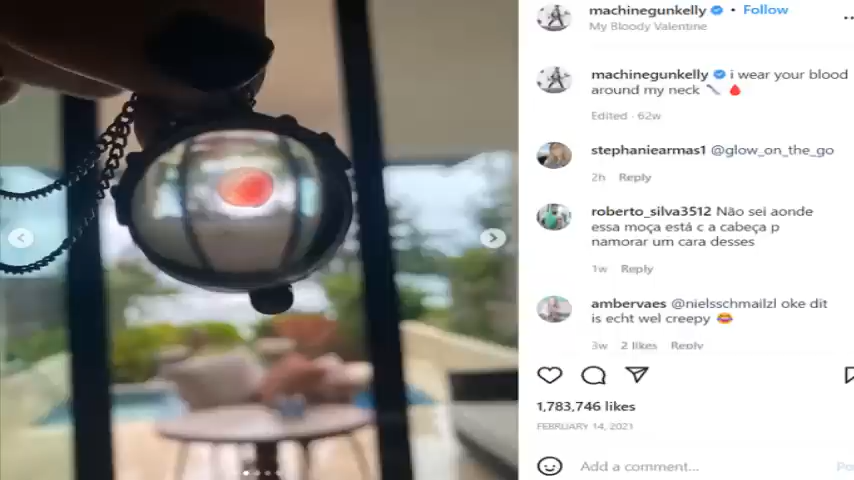 machinegunkelly • Follow
My Bloody Valentine
machinegunkelly i wear your blood
around my neck 🔪 🩸
Edited · 62w
stephaniearmas1 @glow_on_the_go
2h Reply
roberto_silva3512 Não sei aonde
essa moça está c a cabeça p
namorar um cara desses
1w Reply
ambervaes @nielsschmailzl oke dit
is echt wel creepy 😂
3w 2 likes Reply
1,783,746 likes
FEBRUARY 14, 2021
Add a comment...
Po